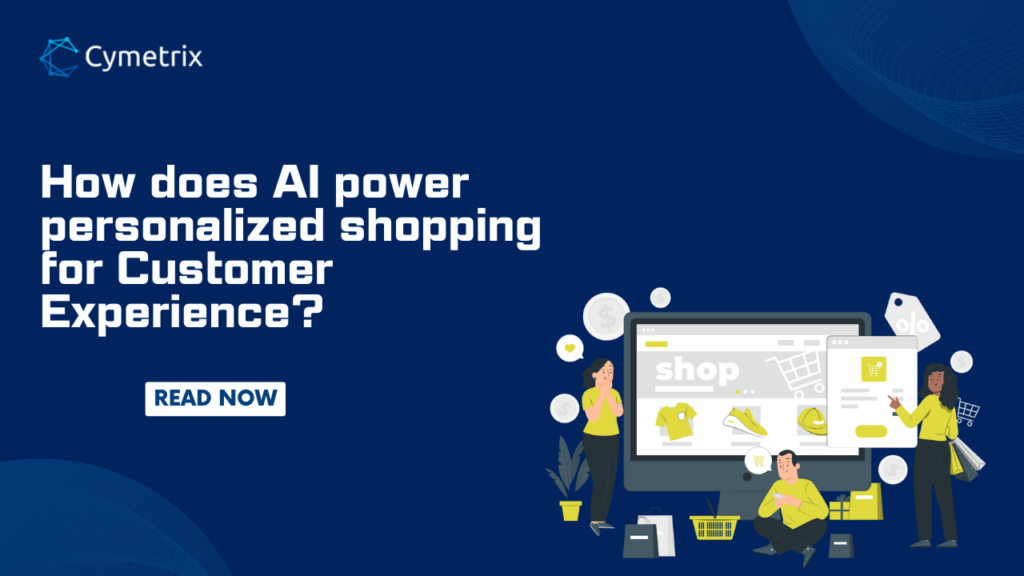 Cymetrix
How does AI power
personalized shopping
for Customer
Experience?
READ NOW
shop